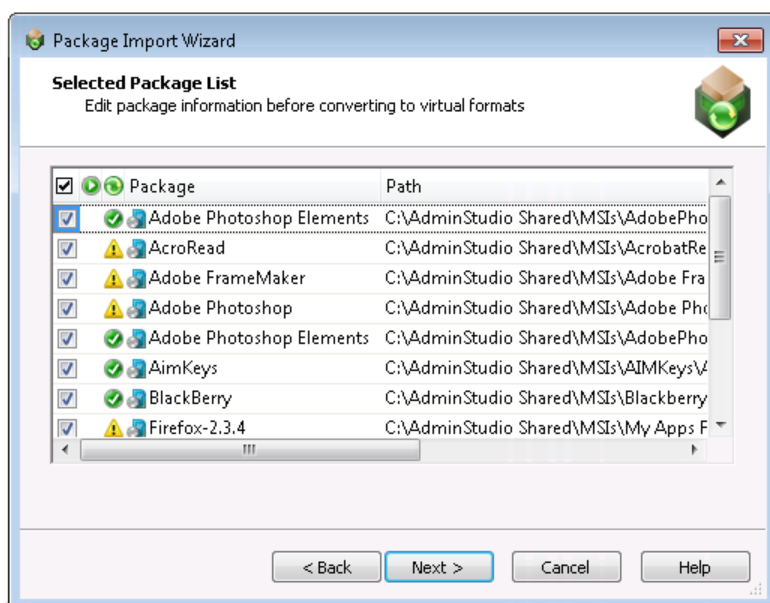 Package Import Wizard
Selected Package List
Edit package information before converting to virtual formats
Package Path
Adobe Photoshop Elements C:\AdminStudio Shared\MSIs\AdobePho
AcroRead C:\AdminStudio Shared\MSIs\AcrobatRe
Adobe FrameMaker C:\AdminStudio Shared\MSIs\Adobe Fra
Adobe Photoshop C:\AdminStudio Shared\MSIs\Adobe Pho
Adobe Photoshop Elements C:\AdminStudio Shared\MSIs\AdobePho
AimKeys C:\AdminStudio Shared\MSIs\AIMKeys\A
BlackBerry C:\AdminStudio Shared\MSIs\Blackberry
Firefox-2.3.4 C:\AdminStudio Shared\MSIs\My Apps F
< Back Next > Cancel Help